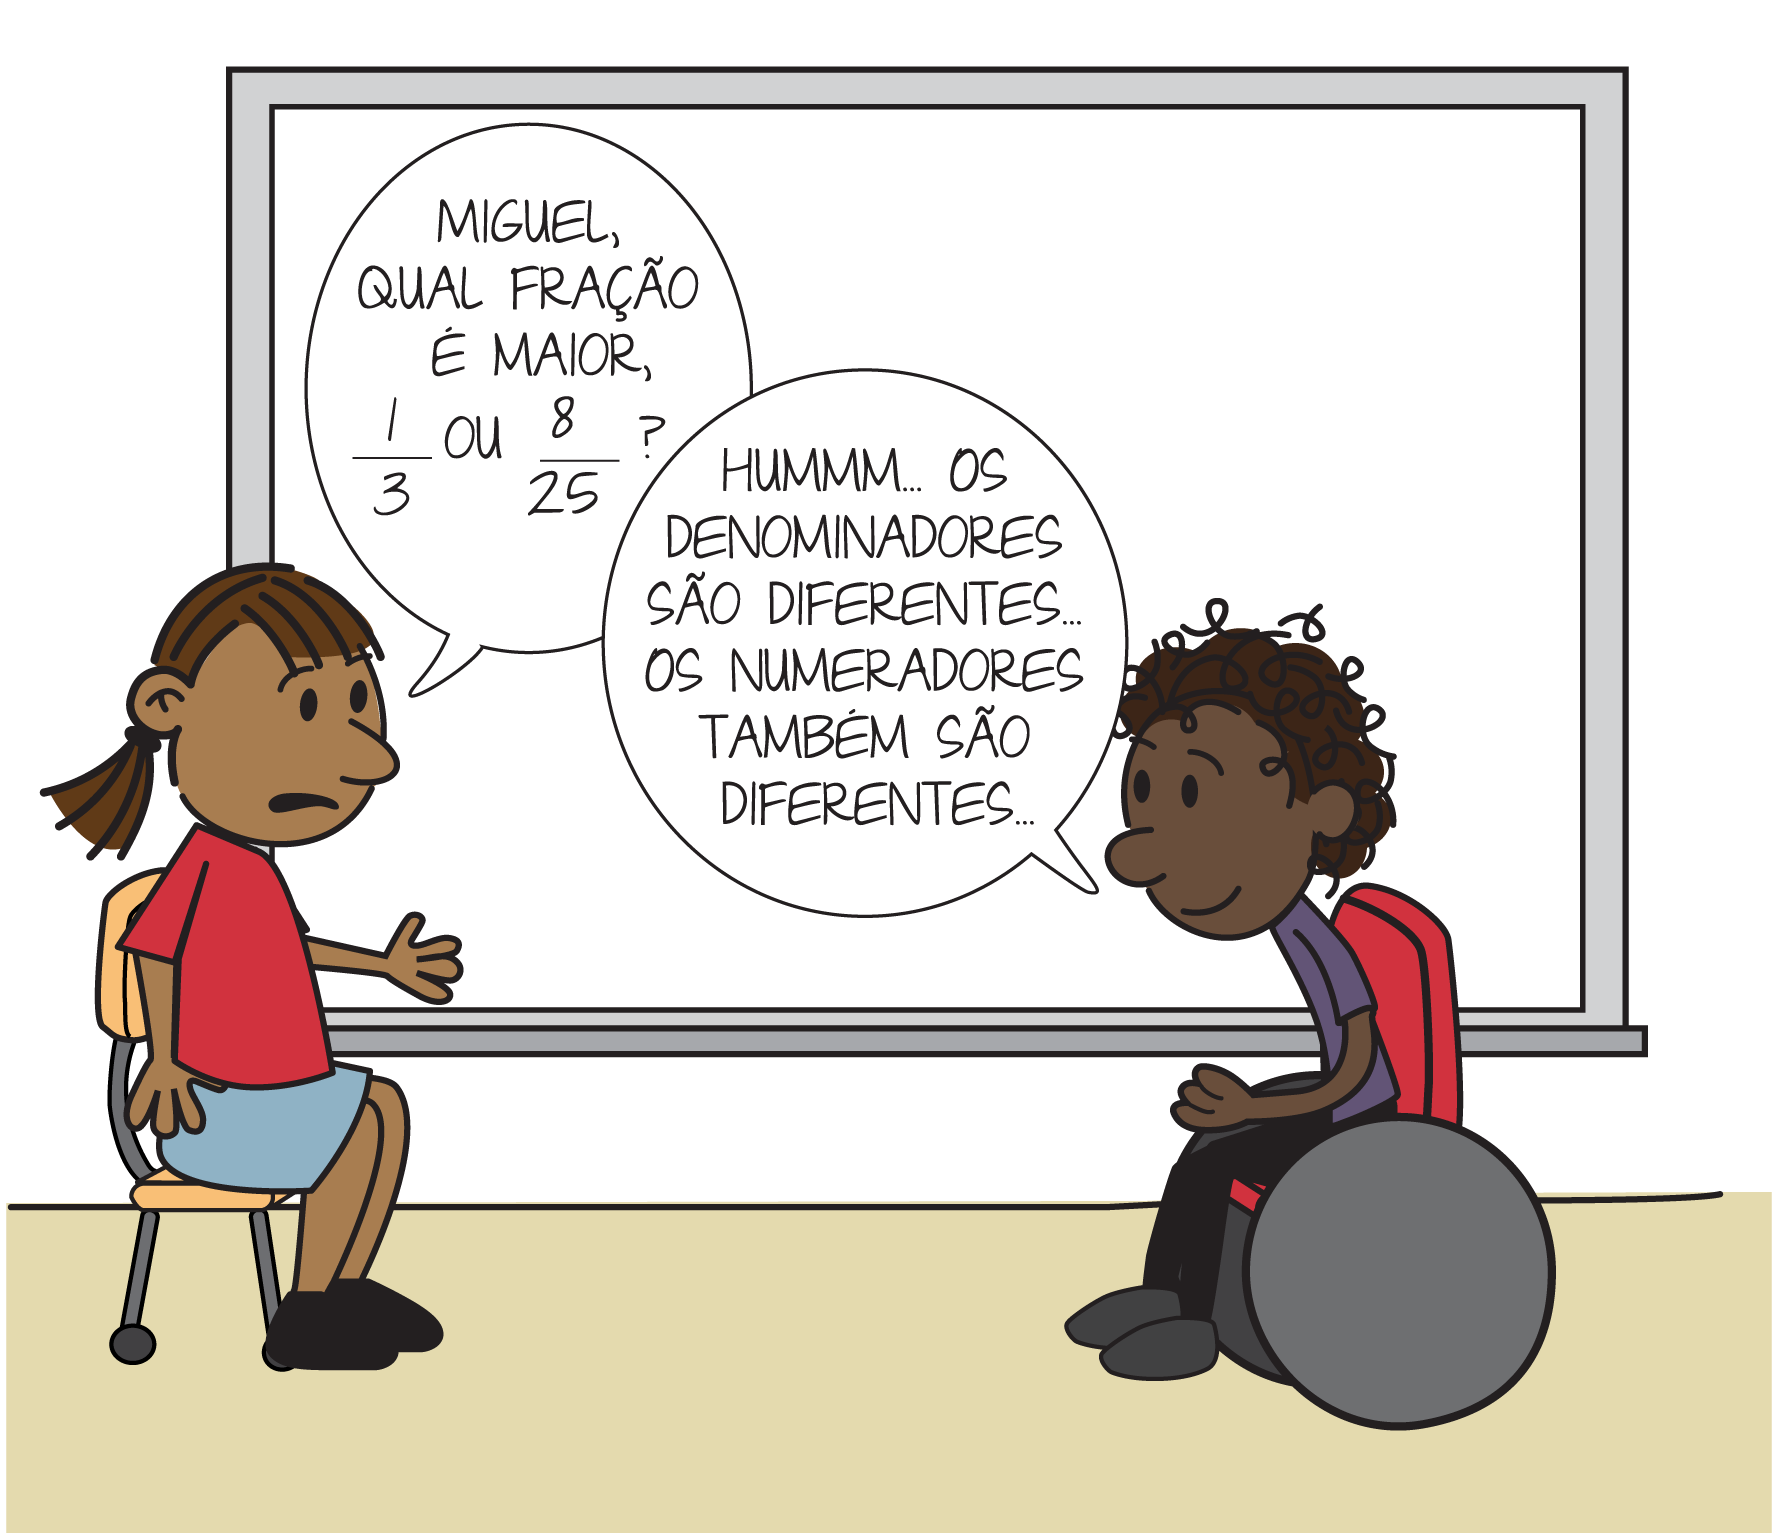 MIGUEL,
QUAL FRAÇÃO
É MAIOR,
1/3 OU 8/25 ?
HUMMM... OS
DENOMINADORES
SÃO DIFERENTES...
OS NUMERADORES
TAMBÉM SÃO
DIFERENTES...